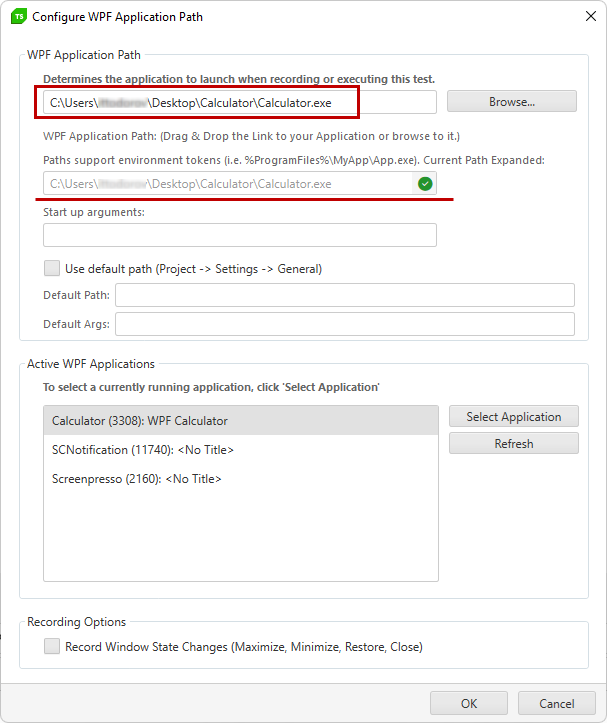 TS Configure WPF Application Path
WPF Application Path
Determines the application to launch when recording or executing this test.
C:\Users\ \Desktop\Calculator\Calculator.exe
Browse...
WPF Application Path: (Drag & Drop the Link to your Application or browse to it.)
Paths support environment tokens (i.e. %ProgramFiles%\MyApp\App.exe). Current Path Expanded:
C:\Users\ \Desktop\Calculator\Calculator.exe
Start up arguments:
Use default path (Project -> Settings -> General)
Default Path:
Default Args:
Active WPF Applications
To select a currently running application, click 'Select Application'
Calculator (3308): WPF Calculator
Select Application
SCNotification (11740): <No Title>
Refresh
Screenpresso (2160): <No Title>
Recording Options
Record Window State Changes (Maximize, Minimize, Restore, Close)
OK
Cancel